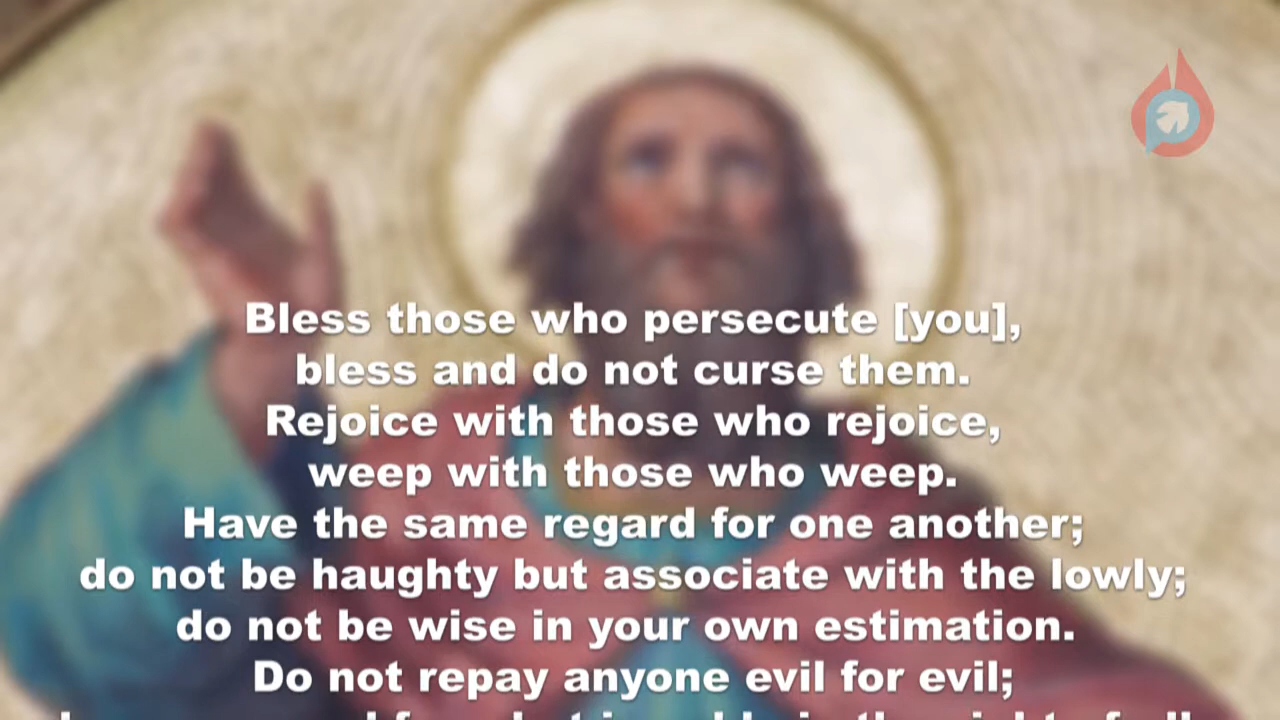 Bless those who persecute [you],
bless and do not curse them.
Rejoice with those who rejoice,
weep with those who weep.
Have the same regard for one another;
do not be haughty but associate with the lowly;
do not be wise in your own estimation.
Do not repay anyone evil for evil;